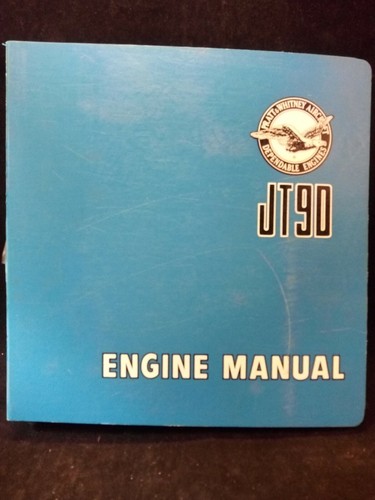 PRATT & WHITNEY AIRCRAFT
DEPENDABLE ENGINES
JT9D
ENGINE MANUAL